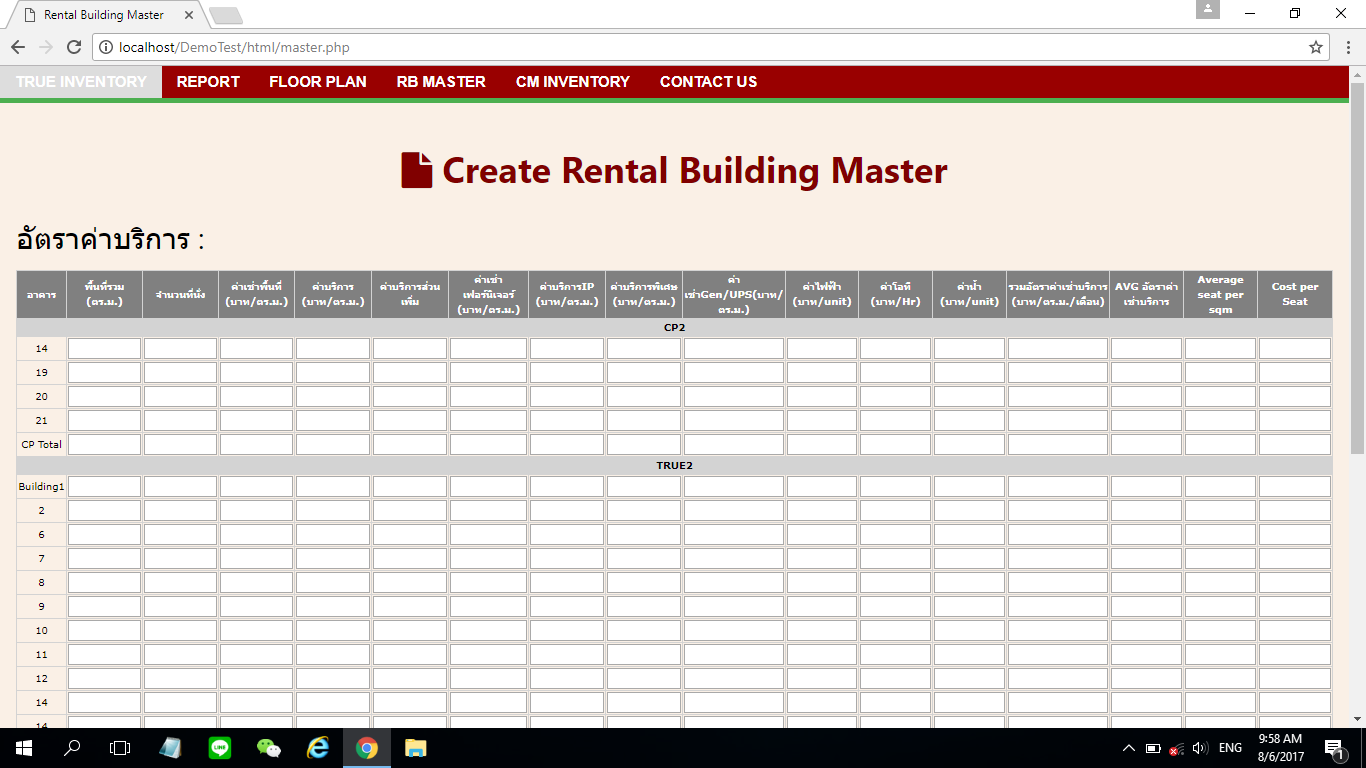 Rental Building Master
localhost/DemoTest/html/master.php
TRUE INVENTORY REPORT FLOOR PLAN RB MASTER CM INVENTORY CONTACT US
Create Rental Building Master
อัตราค่าบริการ :
อาคาร
พื้นที่รวม
(ตร.ม.)
จำนวนที่นั่ง
ค่าเช่าพื้นที่
(บาท/ตร.ม.)
ค่าบริการ
(บาท/ตร.ม.)
ค่าบริการส่วน
เพิ่ม
ค่าเช่า
เฟอร์นิเจอร์
(บาท/ตร.ม.)
ค่าบริการIP
(บาท/ตร.ม.)
ค่าบริการพิเศษ
(บาท/ตร.ม.)
ค่า
เช่าGen/UPS(บาท/
ตร.ม.)
ค่าไฟฟ้า
(บาท/unit)
ค่าโอที
(บาท/Hr)
ค่าน้ำ
(บาท/unit)
รวมอัตราค่าเช่าบริการ
(บาท/ตร.ม./เดือน)
AVG อัตราค่า
เช่าบริการ
Average
seat per
sqm
Cost per
Seat
CP2
14
19
20
21
CP Total
TRUE2
Building1
2
6
7
8
9
10
11
12
14
14
ENG
9:58 AM
8/6/2017
1